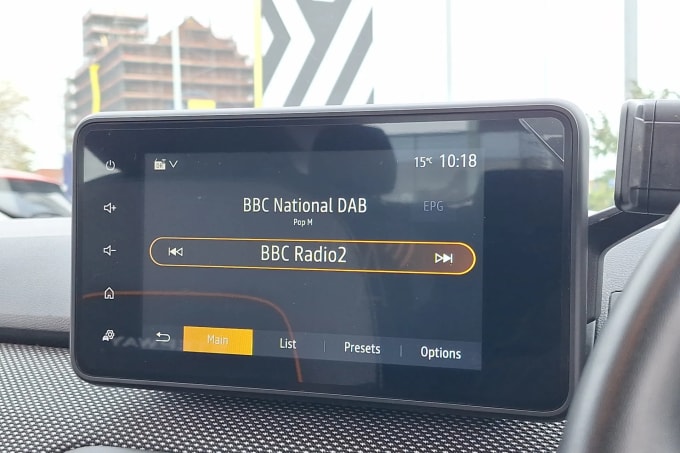 15°C 10:18
BBC National DAB
EPG
Pop M
BBC Radio2
Main List Presets Options